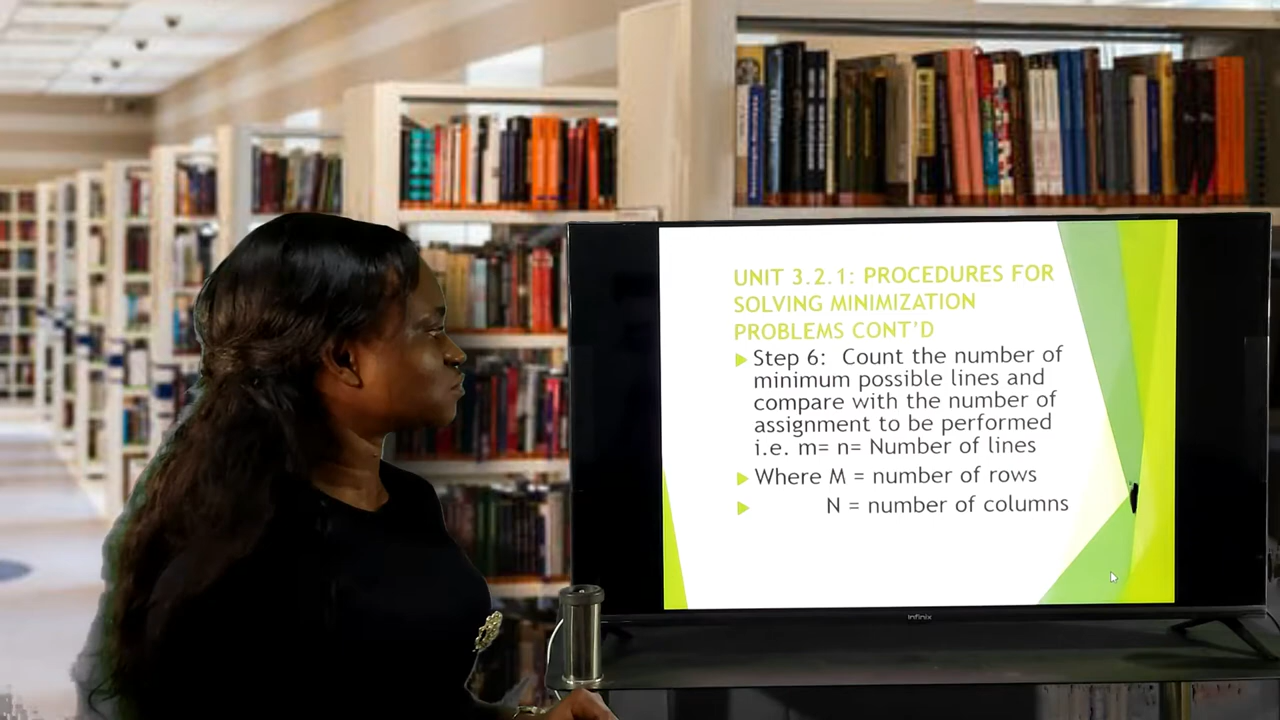 UNIT 3.2.1: PROCEDURES FOR
SOLVING MINIMIZATION
PROBLEMS CONT'D
Step 6: Count the number of
minimum possible lines and
compare with the number of
assignment to be performed
i.e. m= n= Number of lines
Where M = number of rows
N = number of columns
Infinix